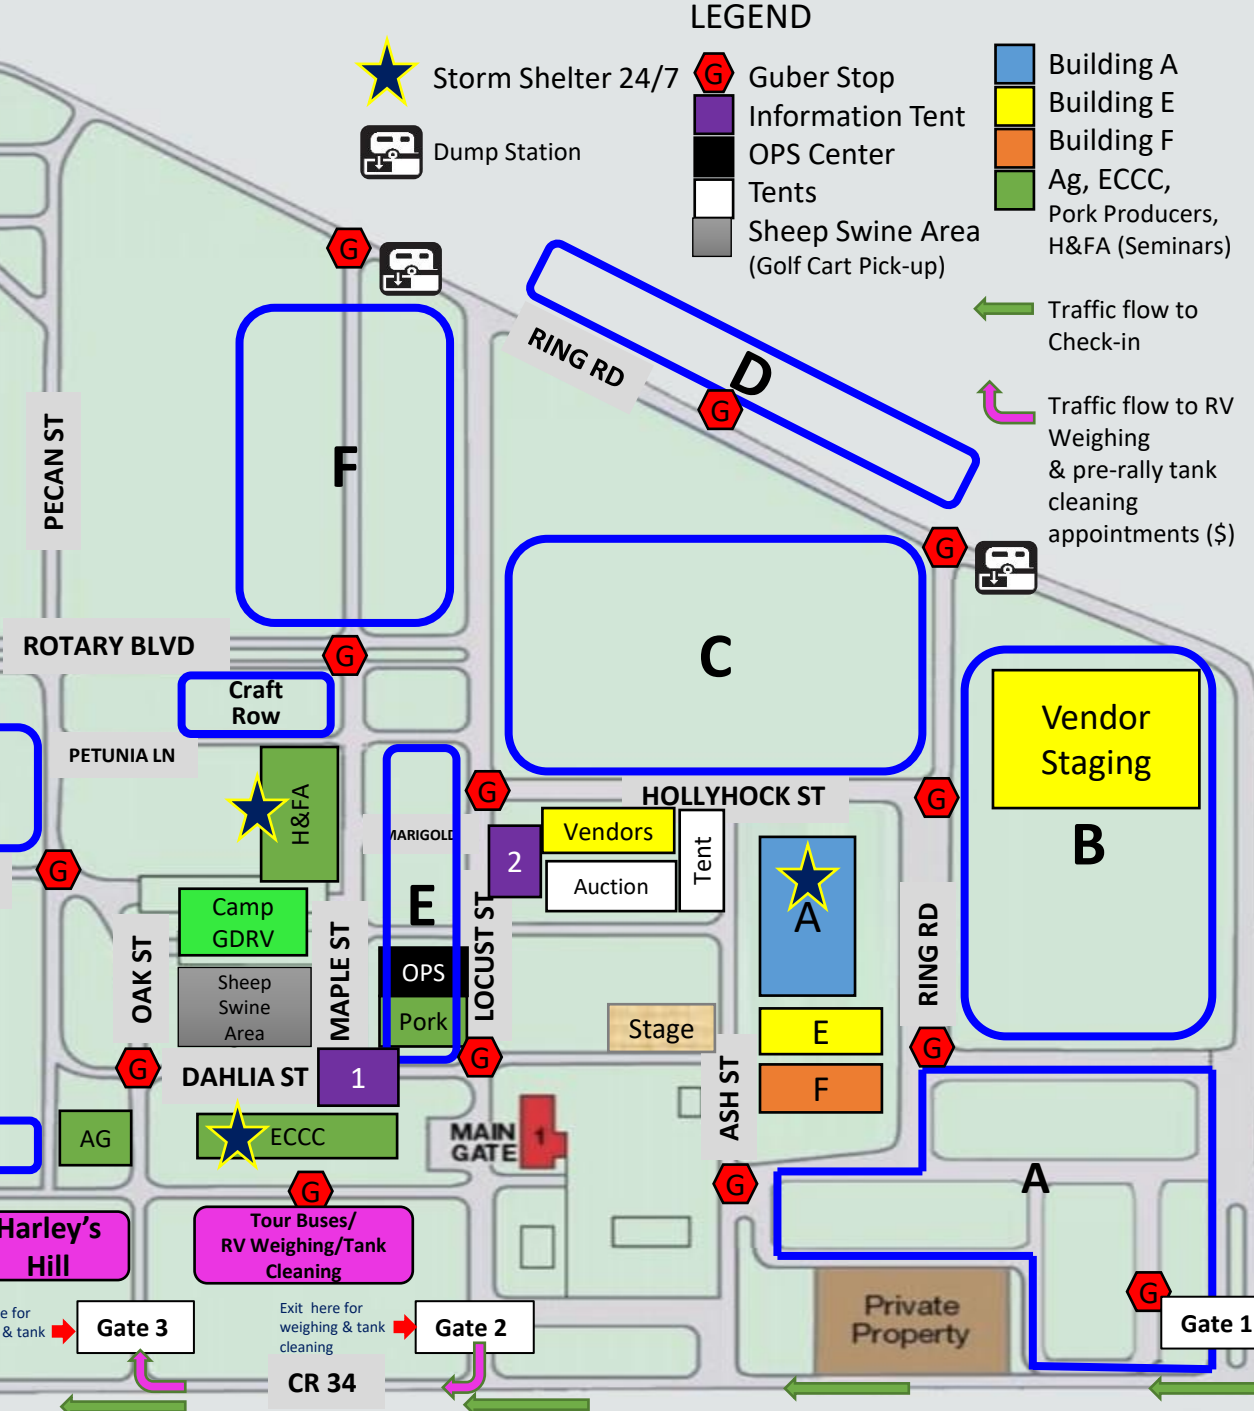 LEGEND
Storm Shelter 24/7
Dump Station
G
Guber Stop
Information Tent
OPS Center
Tents
Sheep Swine Area
(Golf Cart Pick-up)
Building A
Building E
Building F
Ag, ECCC,
Pork Producers,
H&FA (Seminars)
Traffic flow to
Check-in
Traffic flow to RV
Weighing
& pre-rally tank
cleaning
appointments ($)
G
RING RD
D
G
PECAN ST
F
G
C
ROTARY BLVD
G
Craft
Row
PETUNIA LN
Vendor
Staging
B
G
HOLLYHOCK ST
G
H&FA
MARIGOLD
E
2
Vendors
Auction
Tent
A
G
Camp
GDRV
OAK ST
MAPLE ST
LOCUST ST
RING RD
Sheep
Swine
Area
OPS
Pork
Stage
E
F
G
G
G
DAHLIA ST
1
ASH ST
AG
ECCC
MAIN
GATE
1
A
G
G
Harley's
Hill
Tour Buses/
RV Weighing/Tank
Cleaning
G
Gate 1
Private
Property
e for
& tank
Gate 3
Exit here for
weighing & tank
cleaning
Gate 2
CR 34